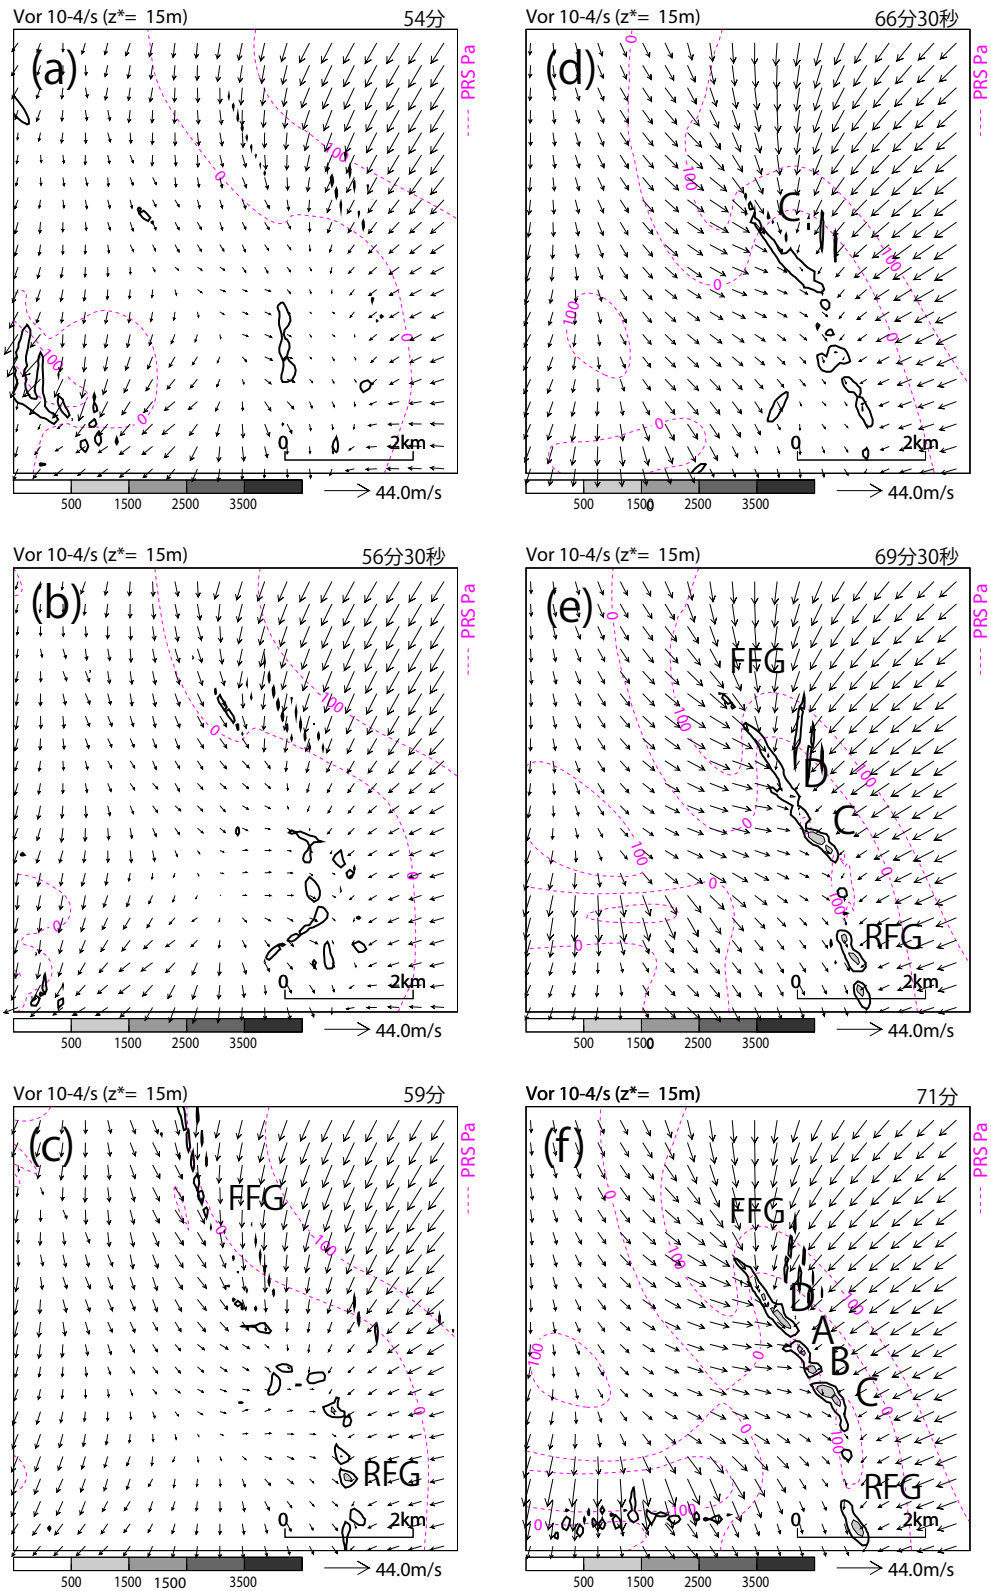 Vor 10-4/s (z*= 15m) 54分
(a)
PRS Pa
100
0
100
0
0
0 2km
500 1500 2500 3500 44.0m/s
Vor 10-4/s (z*= 15m) 66分30秒
(d)
PRS Pa
0
100
C
100
0
100
0
0
0 2km
500 1500 2500 3500 44.0m/s
0
Vor 10-4/s (z*= 15m) 56分30秒
(b)
PRS Pa
100
0
0
0
0 2km
500 1500 2500 3500 44.0m/s
Vor 10-4/s (z*= 15m) 69分30秒
(e)
PRS Pa
0
FFG
100
D
100
C
0
100
0
0
100
RFG
0
0 2km
500 1500 2500 3500 44.0m/s
0
Vor 10-4/s (z*= 15m) 59分
(c)
PRS Pa
FFG
0
100
0
RFG
0 2km
500 1500 1500 3500 44.0m/s
Vor 10-4/s (z*= 15m) 71分
(f)
PRS Pa
0
FFG
100
D
100
A
100
0
B
C
0
0
100
RFG
100
0
0 2km
500 1500 2500 3500 44.0m/s